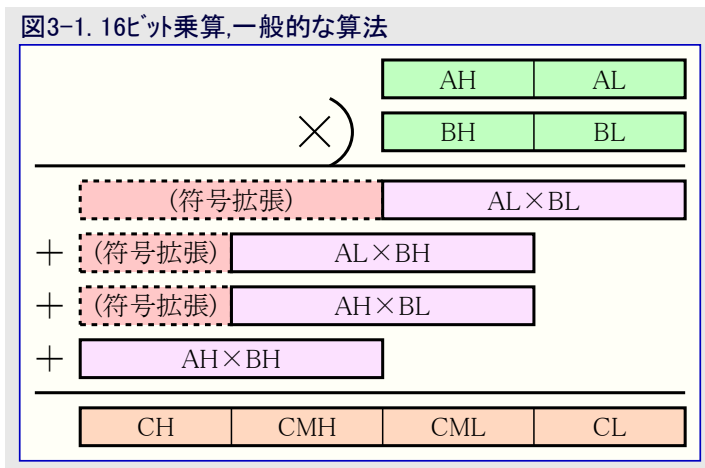 図3-1. 16ビット乗算,一般的な算法
AH AL
× BH BL
(符号拡張) AL×BL
+ (符号拡張) AL×BH
+ (符号拡張) AH×BL
+ AH×BH
CH CMH CML CL